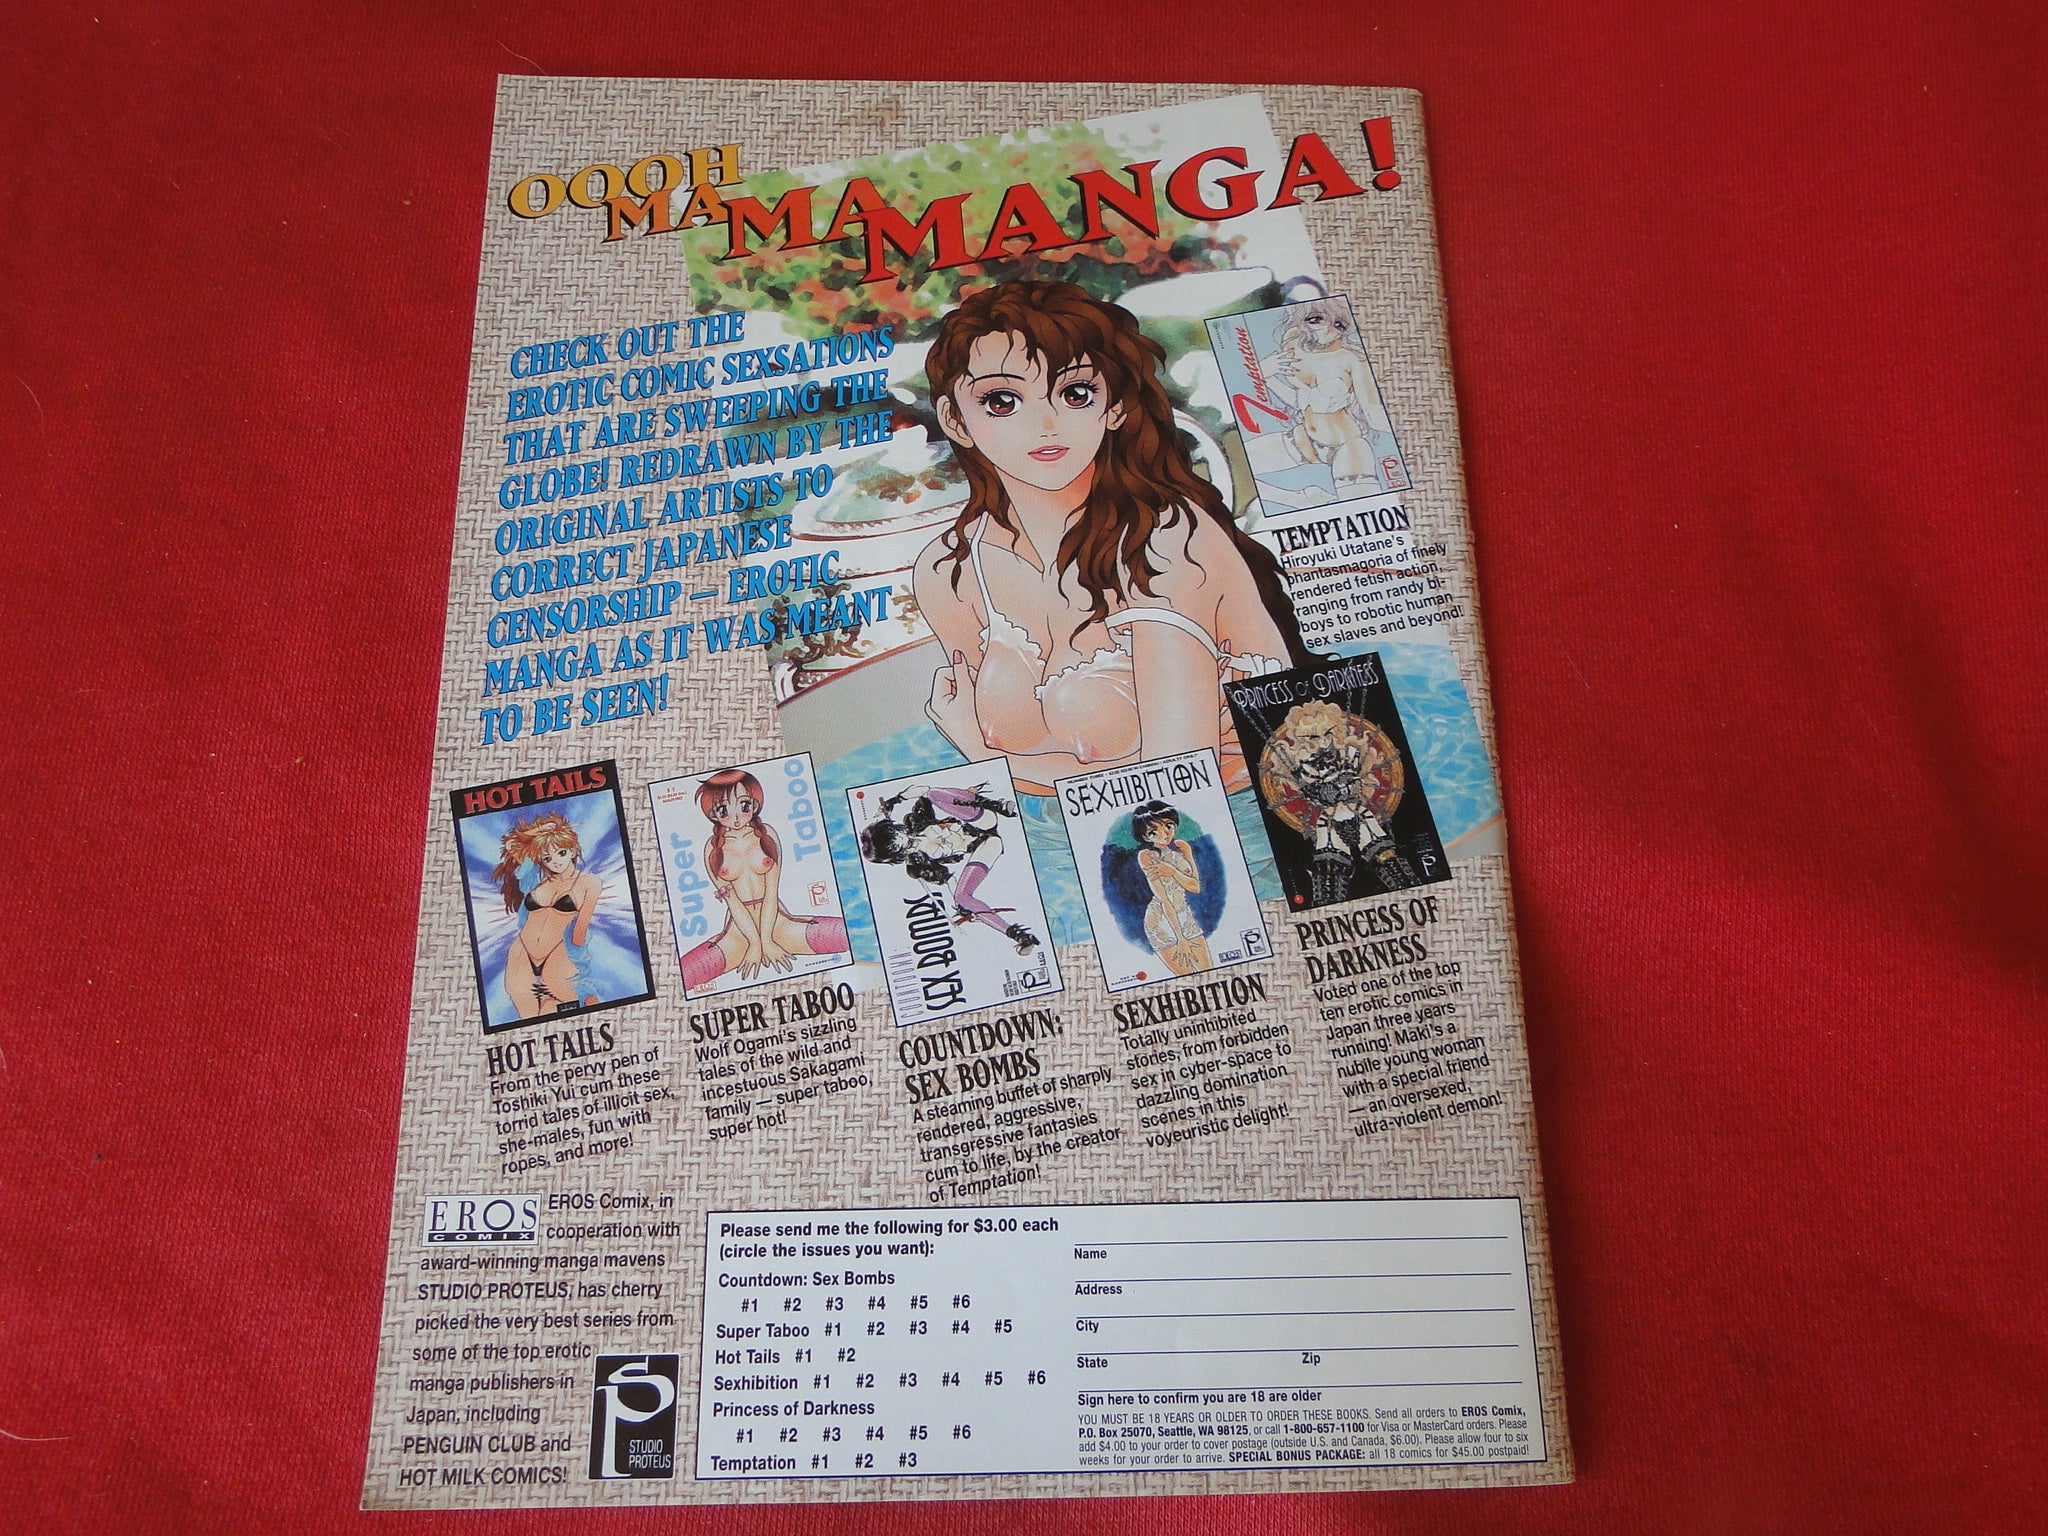 OOOH
MA MA MANGA!
CHECK OUT THE
EROTIC COMIC SEXSATIONS
THAT ARE SWEEPING THE
GLOBE! REDRAWN BY THE
ORIGINAL ARTISTS TO
CORRECT JAPANESE
CENSORSHIP — EROTIC
MANGA AS IT WAS MEANT
TO BE SEEN!
Temptation
TEMPTATION
Hiroyuki Utatane's
phantasmagoria of finely
rendered fetish action,
ranging from randy bi-
boys to robotic human
sex slaves and beyond!
HOT TAILS
HOT TAILS
From the pervy pen of
Toshiki Yui cum these
torrid tales of illicit sex,
she-males, fun with
ropes, and more!
Super
Taboo
SUPER TABOO
Wolf Ogami's sizzling
tales of the wild and
incestuous Sakagami
family — super taboo,
super hot!
COUNTDOWN
SEX BOMBS
COUNTDOWN:
SEX BOMBS
A steaming buffet of sharply
rendered, aggressive,
transgressive fantasies
cum to life, by the creator
of Temptation!
SEXHIBITION
SEXHIBITION
Totally uninhibited
stories, from forbidden
sex in cyber-space to
dazzling domination
scenes in this
voyeuristic delight!
PRINCESS OF DARKNESS
PRINCESS OF
DARKNESS
Voted one of the top
ten erotic comics in
Japan three years
running! Maki's a
nubile young woman
with a special friend
— an oversexed,
ultra-violent demon!
EROS
COMIX
EROS Comix, in
cooperation with
award-winning manga mavens
STUDIO PROTEUS, has cherry
picked the very best series from
some of the top erotic
manga publishers in
Japan, including
PENGUIN CLUB and
HOT MILK COMICS!
STUDIO
PROTEUS
Please send me the following for $3.00 each
(circle the issues you want):
Countdown: Sex Bombs
#1 #2 #3 #4 #5 #6
Super Taboo #1 #2 #3 #4 #5
Hot Tails #1 #2
Sexhibition #1 #2 #3 #4 #5 #6
Princess of Darkness
#1 #2 #3 #4 #5 #6
Temptation #1 #2 #3
Name
Address
City
State Zip
Sign here to confirm you are 18 are older
YOU MUST BE 18 YEARS OR OLDER TO ORDER THESE BOOKS. Send all orders to EROS Comix,
P.O. Box 25070, Seattle, WA 98125, or call 1-800-657-1100 for Visa or MasterCard orders. Please
add $4.00 to your order to cover postage (outside U.S. and Canada, $6.00). Please allow four to six
weeks for your order to arrive. SPECIAL BONUS PACKAGE: all 18 comics for $45.00 postpaid!